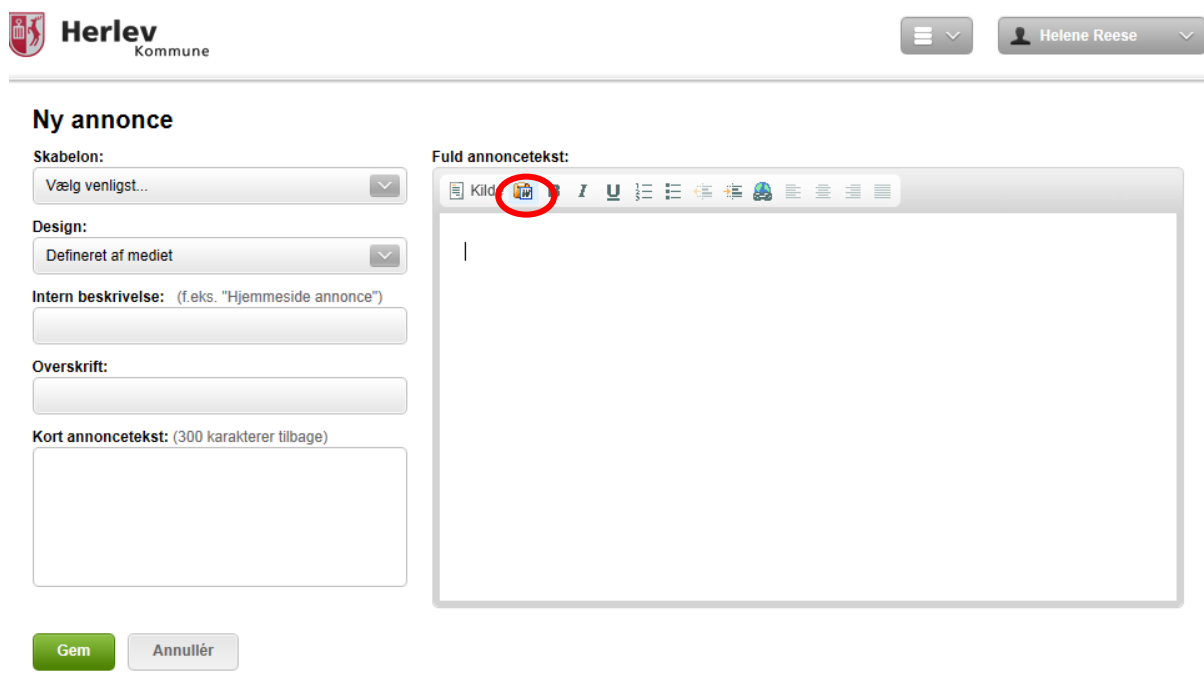 Herlev
Kommune
Helene Reese
Ny annonce
Skabelon:
Vælg venligst...
Design:
Defineret af mediet
Intern beskrivelse: (f.eks. "Hjemmeside annonce")
Overskrift:
Kort annoncetekst: (300 karakterer tilbage)
Fuld annoncetekst:
Kild B I U
Gem
Annullér